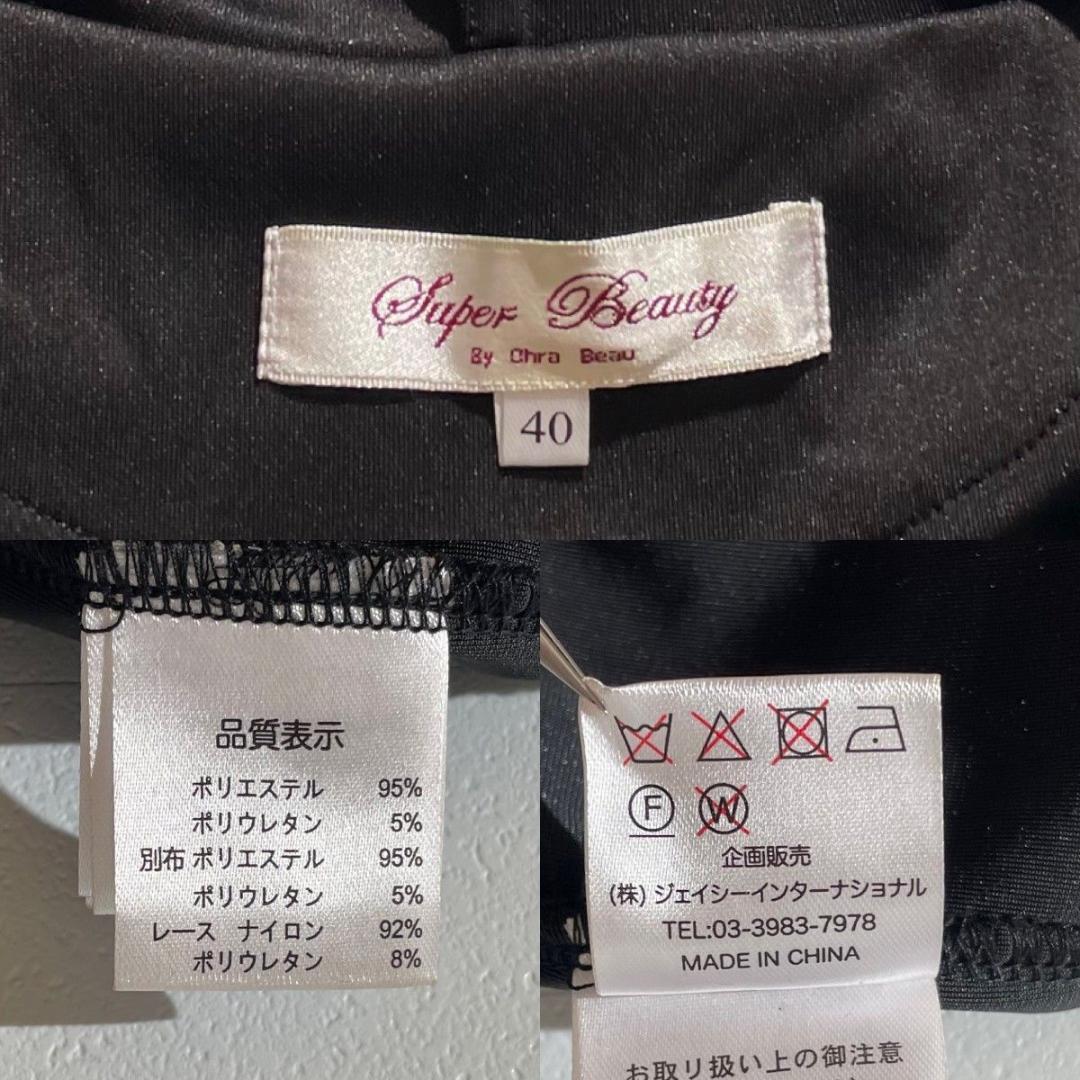 Super Beauty
By Chra Beau
40
品質表示
ポリエステル 95%
ポリウレタン 5%
別布 ポリエステル 95%
ポリウレタン 5%
レース ナイロン 92%
ポリウレタン 8%
F
W
企画販売
(株) ジェイシーインターナショナル
TEL:03-3983-7978
MADE IN CHINA
お取り扱い上の御注意